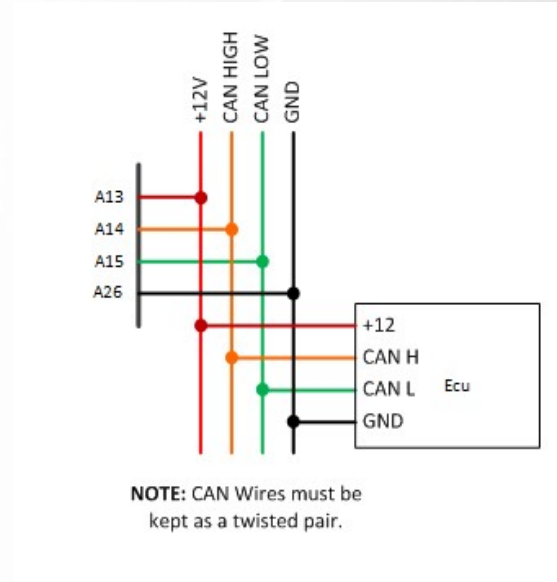 +12V
CAN HIGH
CAN LOW
GND
A13
A14
A15
A26
+12
CAN H
CAN L
Ecu
GND
NOTE: CAN Wires must be
kept as a twisted pair.